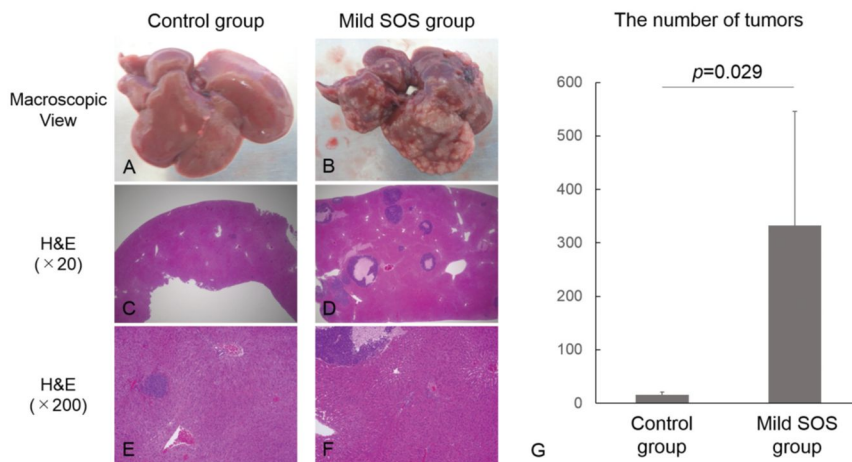 Control group
Mild SOS group
The number of tumors
Macroscopic
View
A
B
H&E
(×20)
C
D
H&E
(×200)
E
F
p=0.029
600
500
400
300
200
100
0
Control
group
Mild SOS
group
G